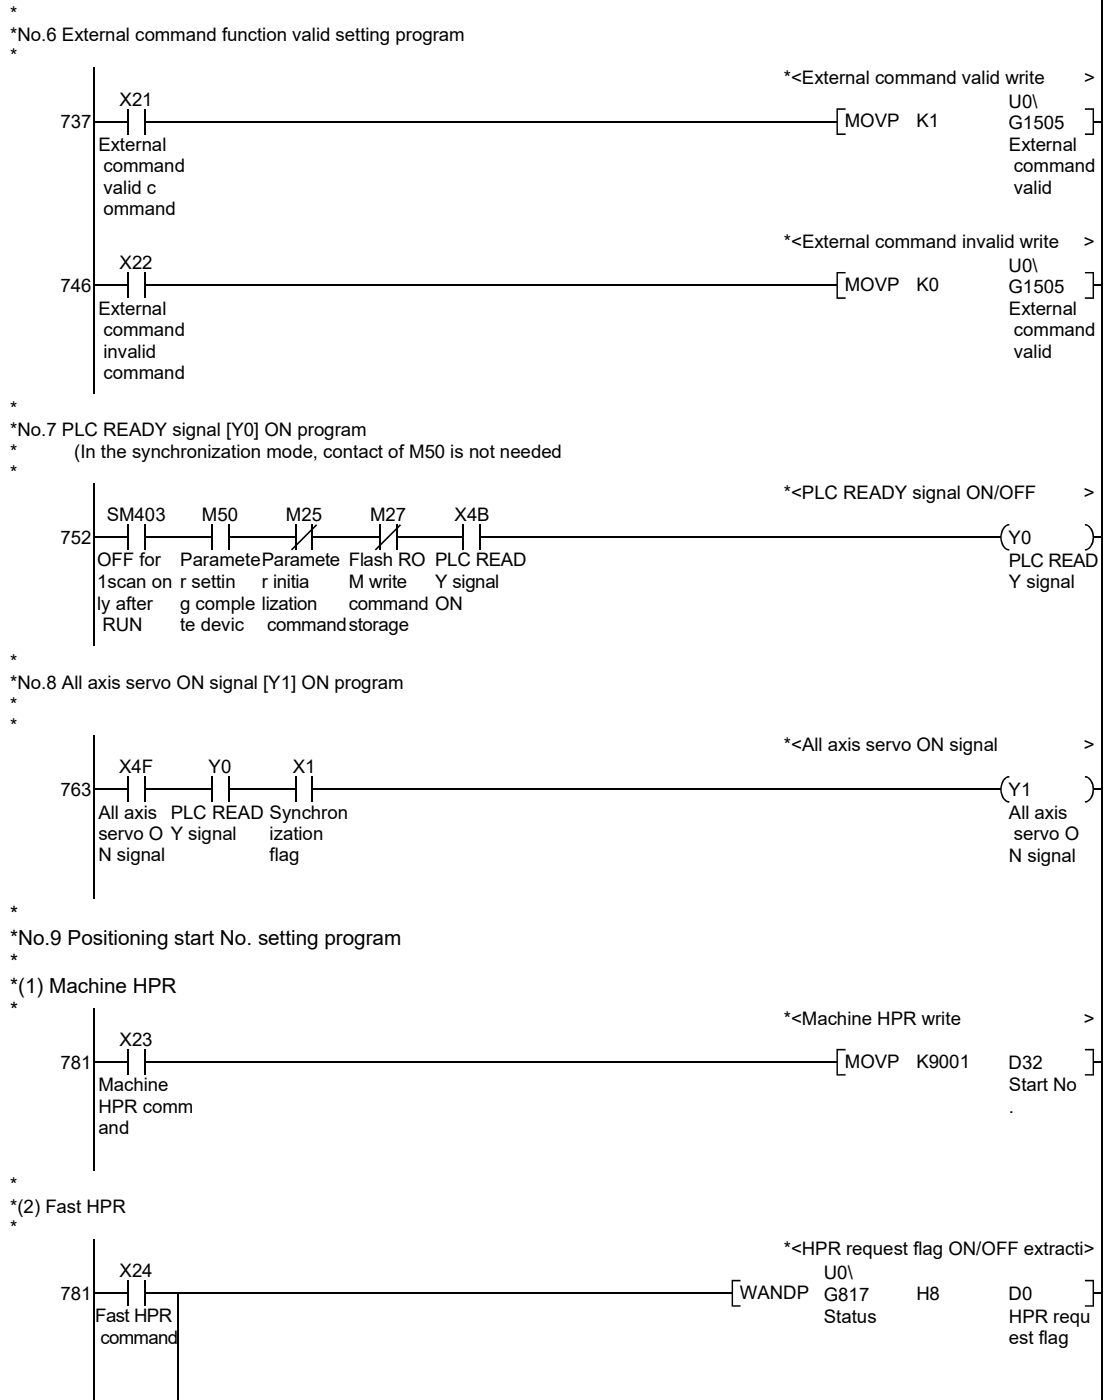 *
*No.6 External command function valid setting program
*
*<External command valid write >
X21
U0\
737
MOVP K1 G1505
External
command
valid c
ommand
External
command
valid
*<External command invalid write >
X22
U0\
746
MOVP K0 G1505
External
command
invalid
command
External
command
valid
*
*No.7 PLC READY signal [Y0] ON program
* (In the synchronization mode, contact of M50 is not needed
*
*<PLC READY signal ON/OFF >
SM403 M50 M25 M27 X4B
752
Y0
OFF for Paramete Paramete Flash RO PLC READ
1scan on r settin r initia M write Y signal
ly after g comple lization command ON
RUN te devic command storage
PLC READ
Y signal
*
*No.8 All axis servo ON signal [Y1] ON program
*
*
*<All axis servo ON signal >
X4F Y0 X1
763
Y1
All axis PLC READ Synchron
servo O Y signal ization
N signal flag
All axis
servo O
N signal
*
*No.9 Positioning start No. setting program
*
*(1) Machine HPR
*
*<Machine HPR write >
X23
781
MOVP K9001 D32
Machine
HPR comm
and
Start No
.
*
*(2) Fast HPR
*
*<HPR request flag ON/OFF extracti>
X24
U0\
781
WANDP G817 H8 D0
Fast HPR
command
Status
HPR requ
est flag